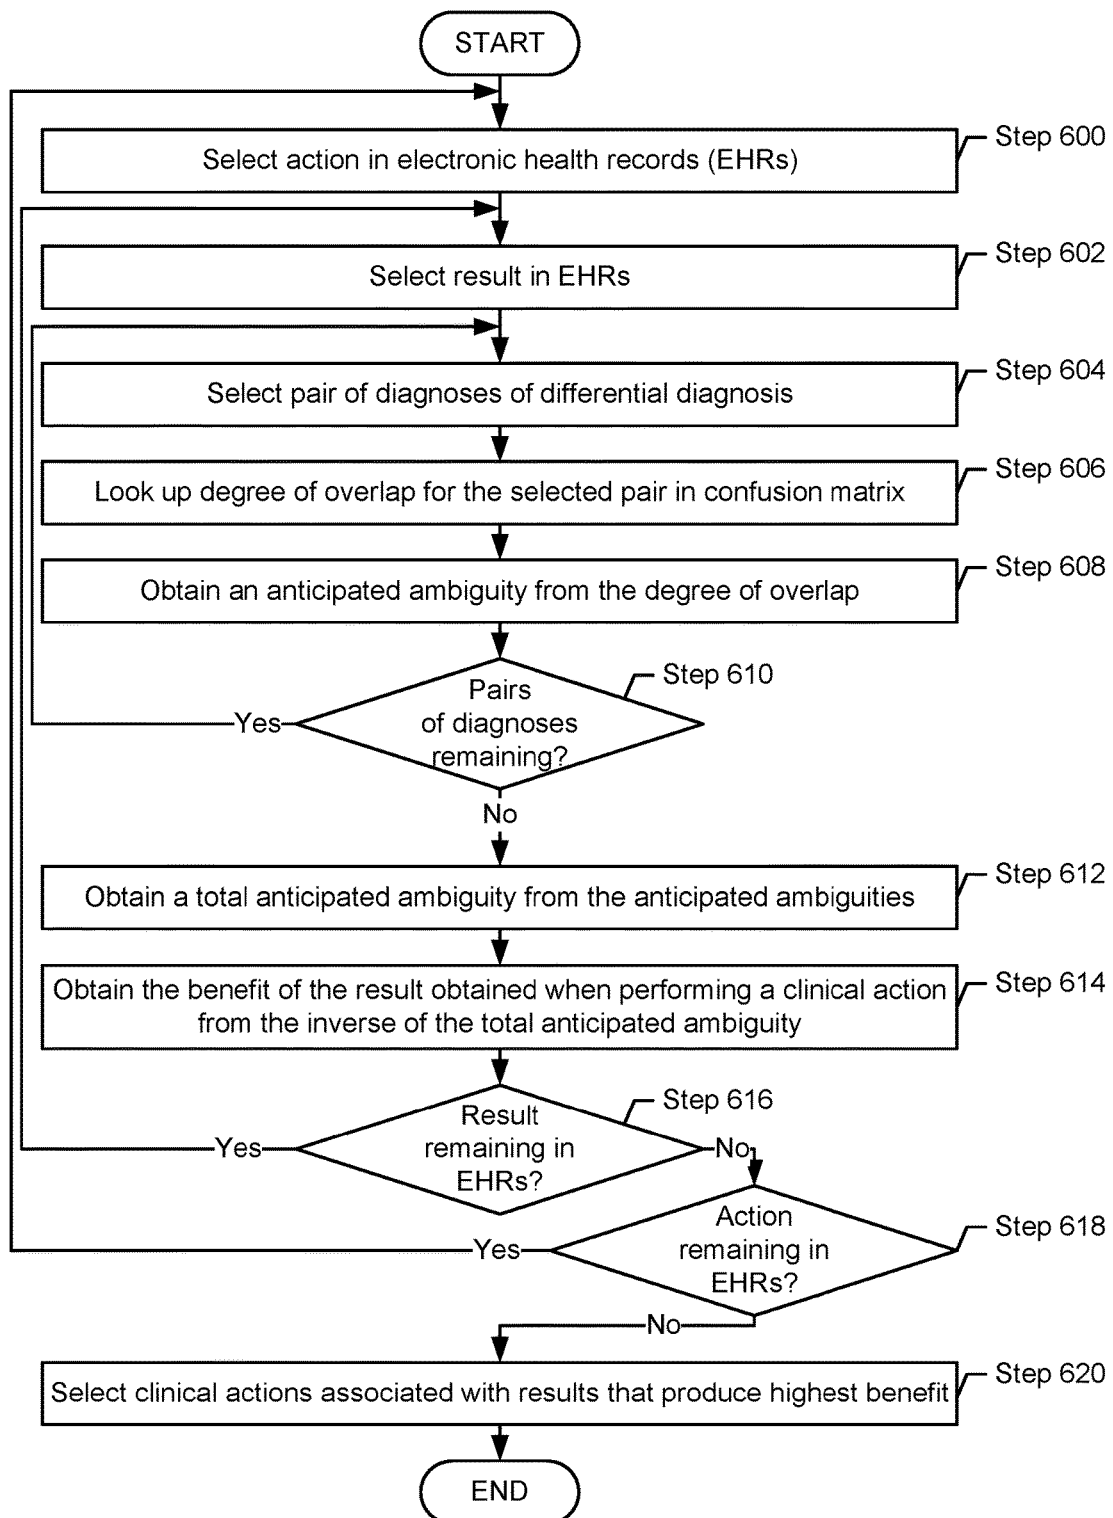 START
Step 600
Select action in electronic health records (EHRs)
Step 602
Select result in EHRs
Step 604
Select pair of diagnoses of differential diagnosis
Step 606
Look up degree of overlap for the selected pair in confusion matrix
Step 608
Obtain an anticipated ambiguity from the degree of overlap
Step 610
Pairs
of diagnoses
remaining?
Yes
No
Step 612
Obtain a total anticipated ambiguity from the anticipated ambiguities
Step 614
Obtain the benefit of the result obtained when performing a clinical action
from the inverse of the total anticipated ambiguity
Step 616
Result
remaining in
EHRs?
Yes
No
Step 618
Action
remaining in
EHRs?
Yes
No
Step 620
Select clinical actions associated with results that produce highest benefit
END